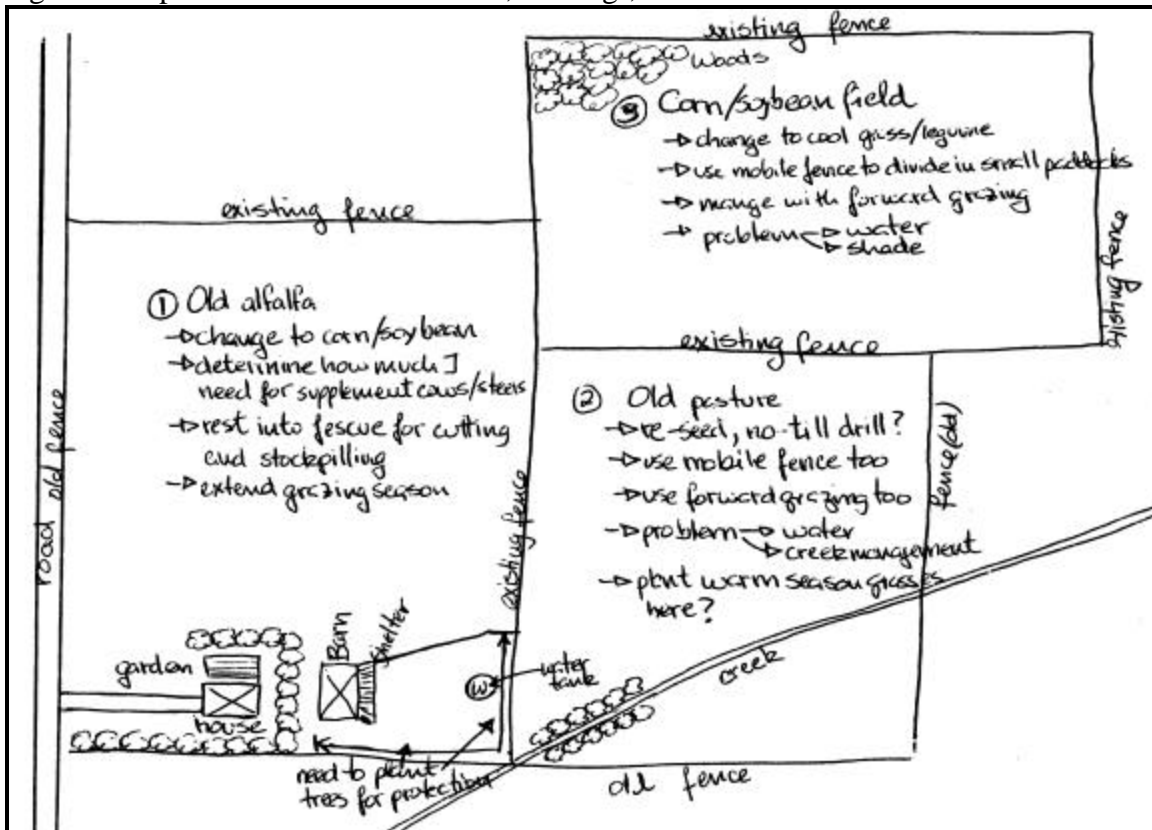 existing fence
Woods
③ Corn/soybean field
→ change to cool grass/legume
→ use mobile fence to divide in small paddocks
→ mange with forward grazing
→ problem → water
→ shade
existing fence
existing fence
existing fence
① Old alfalfa
→ change to corn/soybean
→ determine how much I
need for supplement cows/steers
→ rest into fescue for cutting
and stockpilling
→ extend grazing season
② Old pasture
→ re-seed, no-till drill?
→ use mobile fence too
→ use forward grazing too
→ problem → water
→ creek mangement
→ plant warm season grasses
here?
fence (old)
old fence
road
existing fence
Barn
Shelter
garden
house
W
water
tank
creek
need to plant
trees for protection
old fence